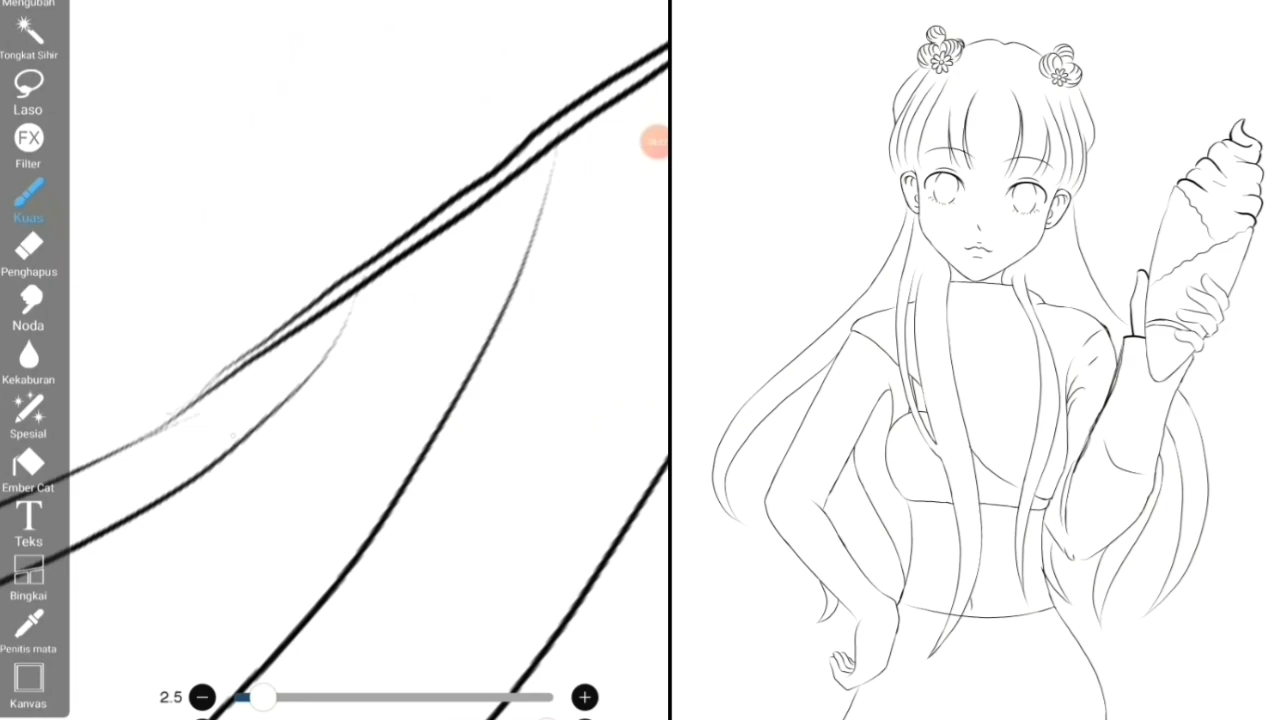 Mengubah
Tongkat Sihir
Laso
FX
Filter
Kuas
Penghapus
Noda
Kekaburan
Spesial
Ember Cat
T
Teks
Bingkai
Penitis mata
Kanvas
2.5